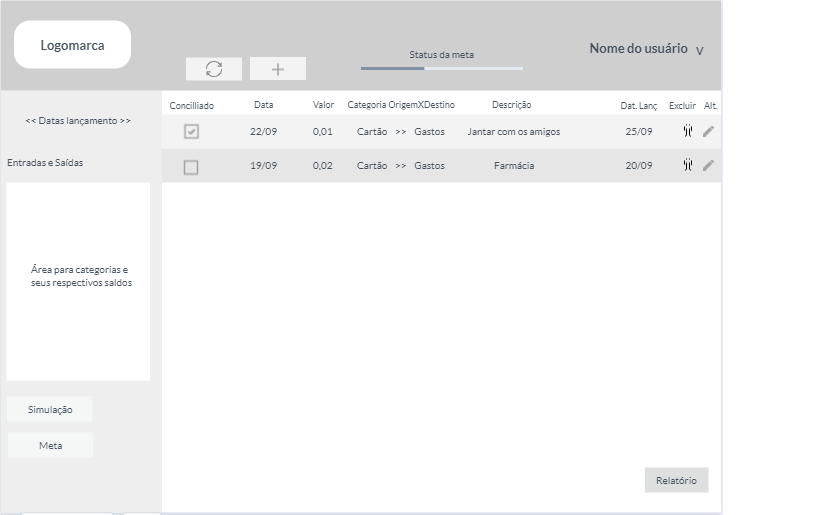 Logomarca
Status da meta
Nome do usuário v
<< Datas lançamento >>
Entradas e Saídas
Área para categorias e
seus respectivos saldos
Simulação
Meta
Concilliado Data Valor Categoria OrigemXDestino Descrição Dat. Lanç Excluir Alt.
22/09 0,01 Cartão >> Gastos Jantar com os amigos 25/09
19/09 0,02 Cartão >> Gastos Farmácia 20/09
Relatório